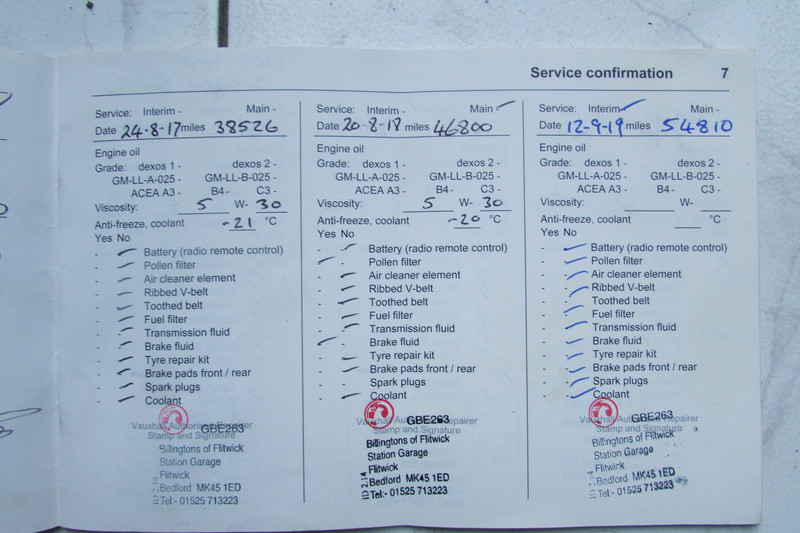 Service confirmation 7
Service: Interim - Main -
Date 24-8-17 miles 38526
Engine oil
Grade: dexos 1 - dexos 2 -
GM-LL-A-025 - GM-LL-B-025 -
ACEA A3 - B4 - C3 -
Viscosity: 5 W- 30
Anti-freeze, coolant -21 °C
Yes No
Battery (radio remote control)
Pollen filter
Air cleaner element
Ribbed V-belt
Toothed belt
Fuel filter
Transmission fluid
Brake fluid
Tyre repair kit
Brake pads front / rear
Spark plugs
Coolant
GBE263
Vauxhall Authorised Repairer
Stamp and Signature
Billingtons of Flitwick
Station Garage
Flitwick
Bedford MK45 1ED
Tel:- 01525 713223
Service: Interim - Main -
Date 20-8-18 miles 46800
Engine oil
Grade: dexos 1 - dexos 2 -
GM-LL-A-025 - GM-LL-B-025 -
ACEA A3 - B4 - C3 -
Viscosity: 5 W- 30
Anti-freeze, coolant -20 °C
Yes No
Battery (radio remote control)
Pollen filter
Air cleaner element
Ribbed V-belt
Toothed belt
Fuel filter
Transmission fluid
Brake fluid
Tyre repair kit
Brake pads front / rear
Spark plugs
Coolant
GBE263
Vauxhall Authorised Repairer
Stamp and Signature
Billingtons of Flitwick
Station Garage
Flitwick
Bedford MK45 1ED
Tel:- 01525 713223
Service: Interim Main -
Date 12-9-19 miles 54810
Engine oil
Grade: dexos 1 - dexos 2 -
GM-LL-A-025 - GM-LL-B-025 -
ACEA A3 - B4 - C3 -
Viscosity: W-
Anti-freeze, coolant °C
Yes No
Battery (radio remote control)
Pollen filter
Air cleaner element
Ribbed V-belt
Toothed belt
Fuel filter
Transmission fluid
Brake fluid
Tyre repair kit
Brake pads front / rear
Spark plugs
Coolant
GBE263
Vauxhall Authorised Repairer
Stamp and Signature
Billingtons of Flitwick
Station Garage
Flitwick
Bedford MK45 1ED
Tel:- 01525 713223